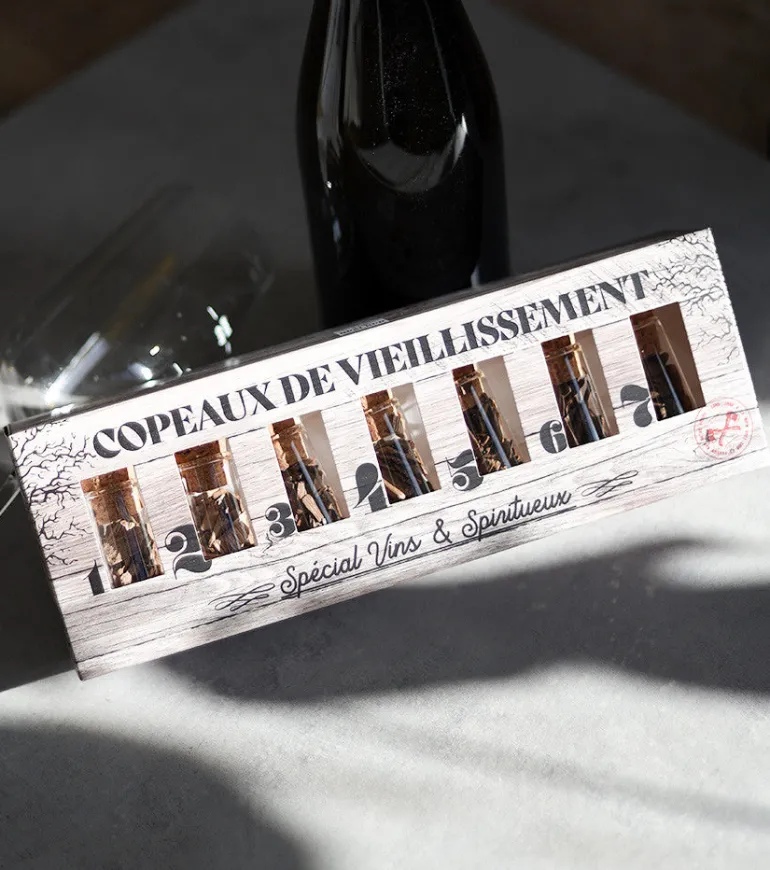 COPEAUX DE VIEILLISSEMENT
1 2 3 4 5 6 7
Spécial Vins & Spiritueux